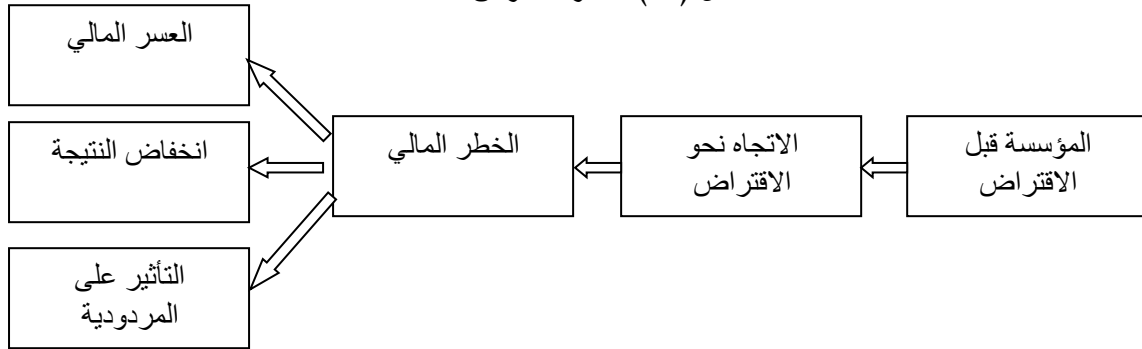 المؤسسة قبل
الاقتراض
الاتجاه نحو
الاقتراض
الخطر المالي
العسر المالي
انخفاض النتيجة
التأثير على
المردودية